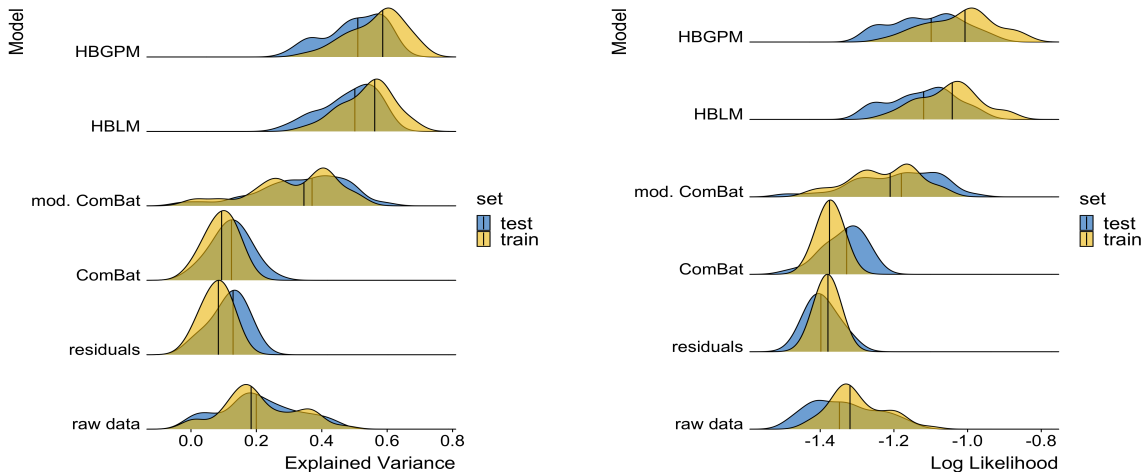 Model
HBGPM
HBLM
mod. ComBat
ComBat
residuals
raw data
0.0 0.2 0.4 0.6 0.8
Explained Variance
set
test
train
Model
HBGPM
HBLM
mod. ComBat
ComBat
residuals
raw data
-1.4 -1.2 -1.0 -0.8
Log Likelihood
set
test
train